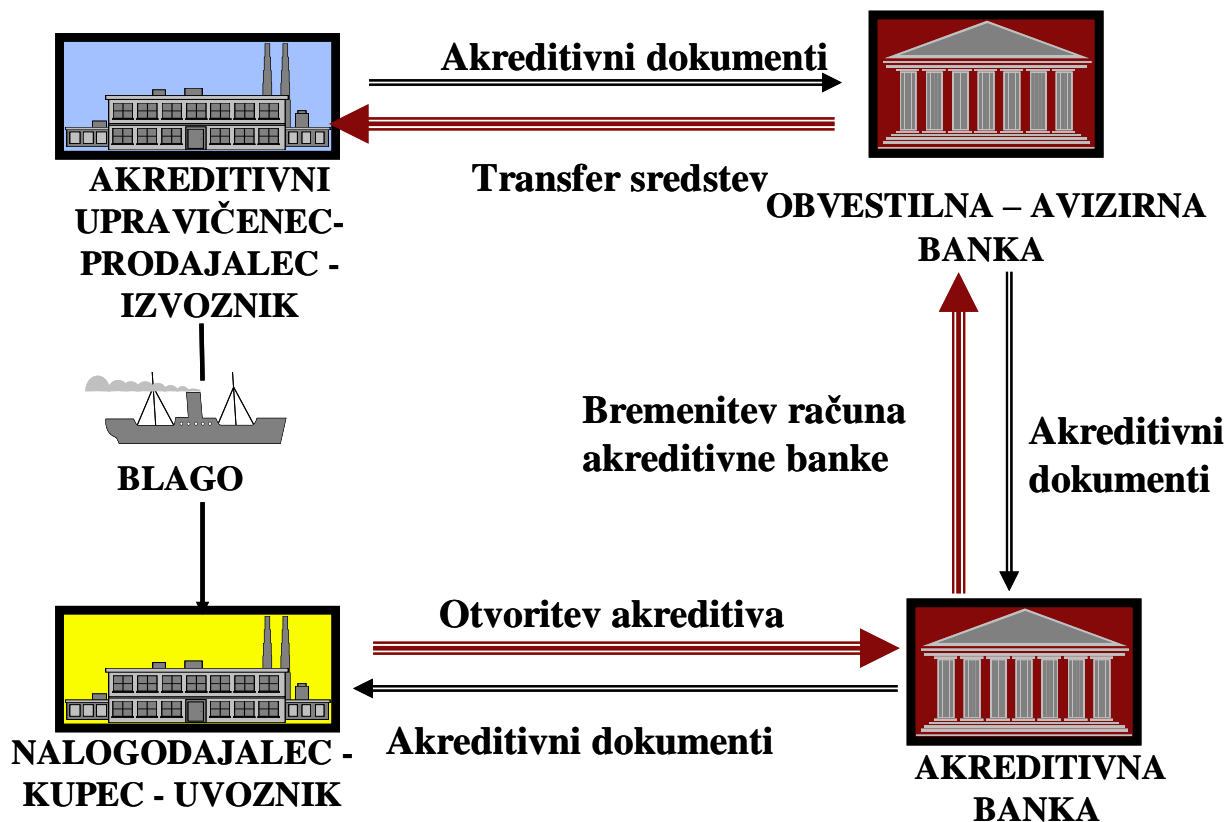 Akreditivni dokumenti
Transfer sredstev
AKREDITIVNI
UPRAVIČENEC-
PRODAJALEC -
IZVOZNIK
OBVESTILNA – AVIZIRNA
BANKA
BLAGO
Bremenitev računa
akreditivne banke
Akreditivni
dokumenti
Otvoritev akreditiva
Akreditivni dokumenti
NALOGODAJALEC -
KUPEC - UVOZNIK
AKREDITIVNA
BANKA